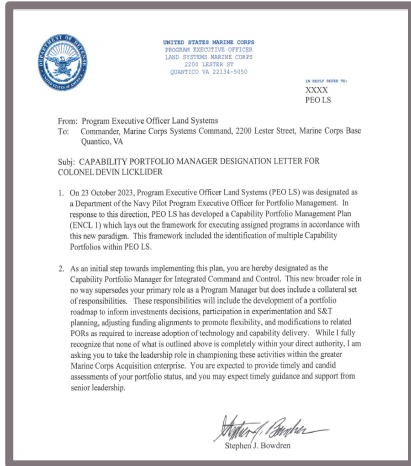 DEPARTMENT OF DEFENSE
UNITED STATES MARINE CORPS
PROGRAM EXECUTIVE OFFICER
LAND SYSTEMS MARINE CORPS
2200 LESTER ST
QUANTICO VA 22134-5050
IN REPLY REFER TO:
XXXX
PEO LS
From: Program Executive Officer Land Systems
To: Commander, Marine Corps Systems Command, 2200 Lester Street, Marine Corps Base
Quantico, VA
Subj: CAPABILITY PORTFOLIO MANAGER DESIGNATION LETTER FOR
COLONEL DEVIN LICKLIDER
1. On 23 October 2023, Program Executive Officer Land Systems (PEO LS) was designated as
a Department of the Navy Pilot Program Executive Officer for Portfolio Management. In
response to this direction, PEO LS has developed a Capability Portfolio Management Plan
(ENCL 1) which lays out the framework for executing assigned programs in accordance with
this new paradigm. This framework included the identification of multiple Capability
Portfolios within PEO LS.
2. As an initial step towards implementing this plan, you are hereby designated as the
Capability Portfolio Manager for Integrated Command and Control. This new broader role in
no way supersedes your primary role as a Program Manager but does include a collateral set
of responsibilities. These responsibilities will include the development of a portfolio
roadmap to inform investments decisions, participation in experimentation and S&T
planning, adjusting funding alignments to promote flexibility, and modifications to related
PORs as required to increase adoption of technology and capability delivery. While I fully
recognize that none of what is outlined above is completely within your direct authority, I am
asking you to take the leadership role in championing these activities within the greater
Marine Corps Acquisition enterprise. You are expected to provide timely and candid
assessments of your portfolio status, and you may expect timely guidance and support from
senior leadership.
Stephen J. Bowdren